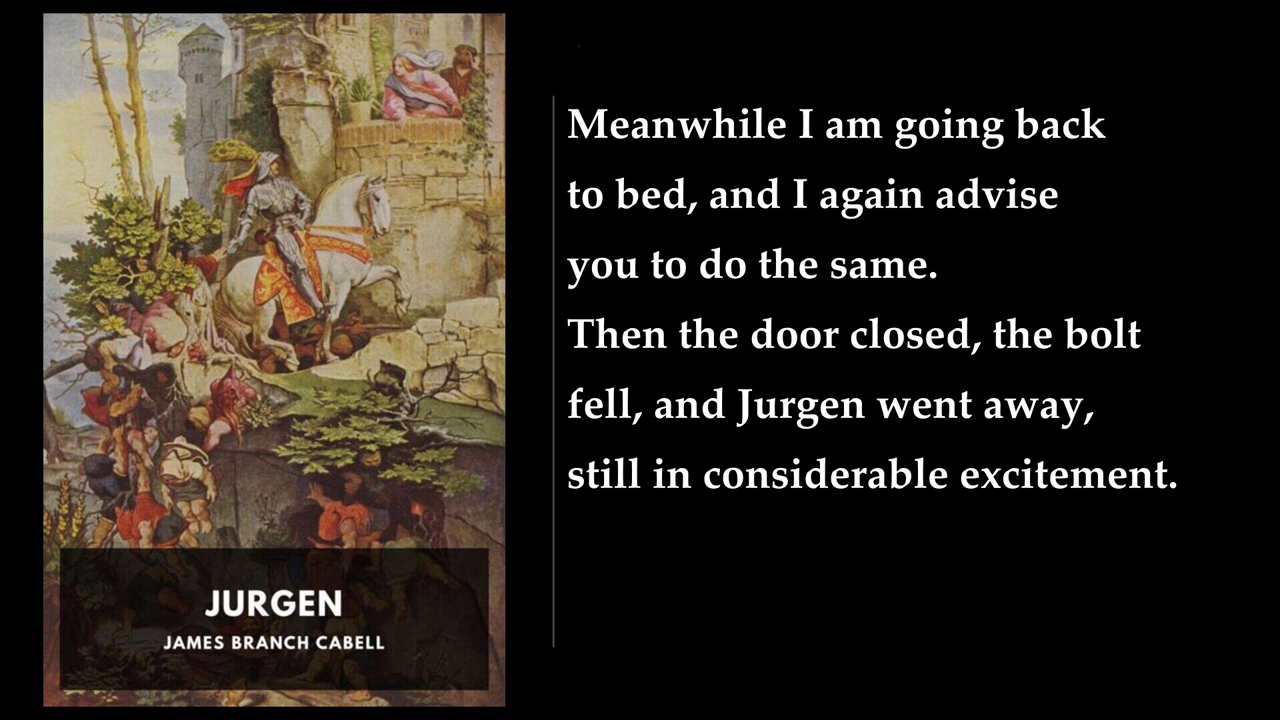 Meanwhile I am going back
to bed, and I again advise
you to do the same.
Then the door closed, the bolt
fell, and Jurgen went away,
still in considerable excitement.
JURGEN
JAMES BRANCH CABELL